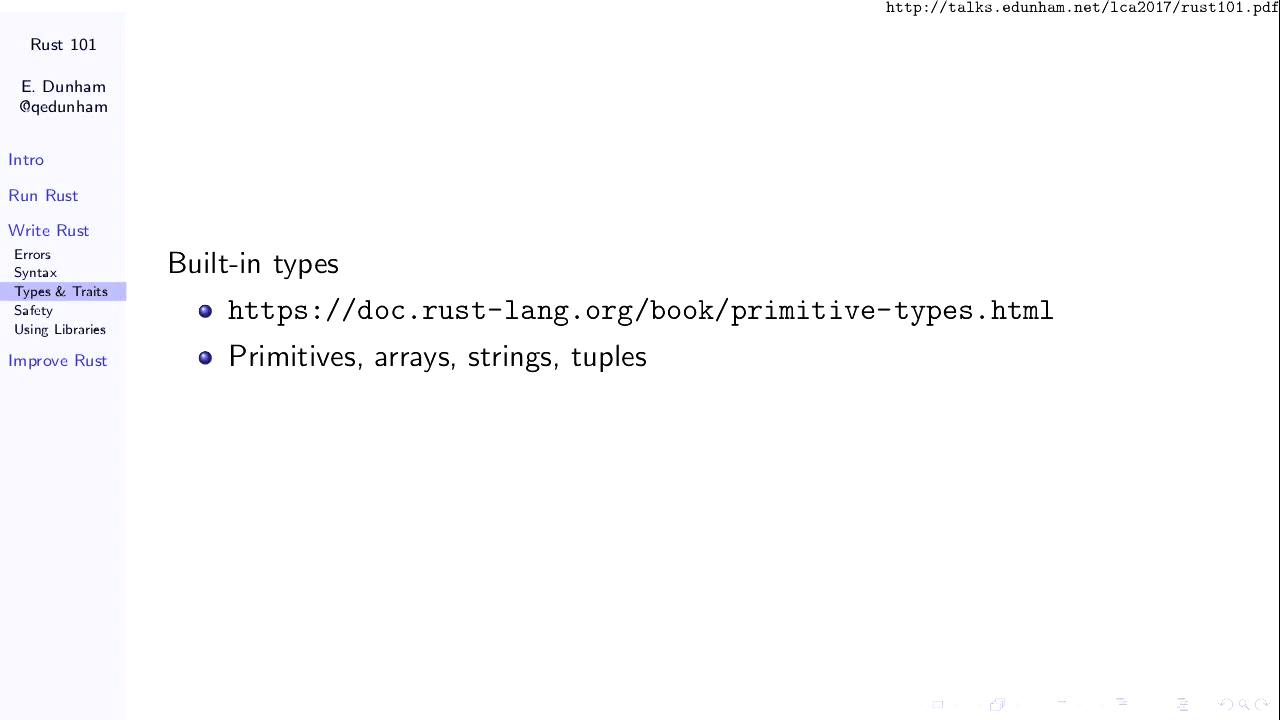 http://talks.edunham.net/lca2017/rust101.pdf
Rust 101
E. Dunham
@qedunham
Intro
Run Rust
Write Rust
Errors
Syntax
Types & Traits
Safety
Using Libraries
Improve Rust
Built-in types
https://doc.rust-lang.org/book/primitive-types.html
Primitives, arrays, strings, tuples